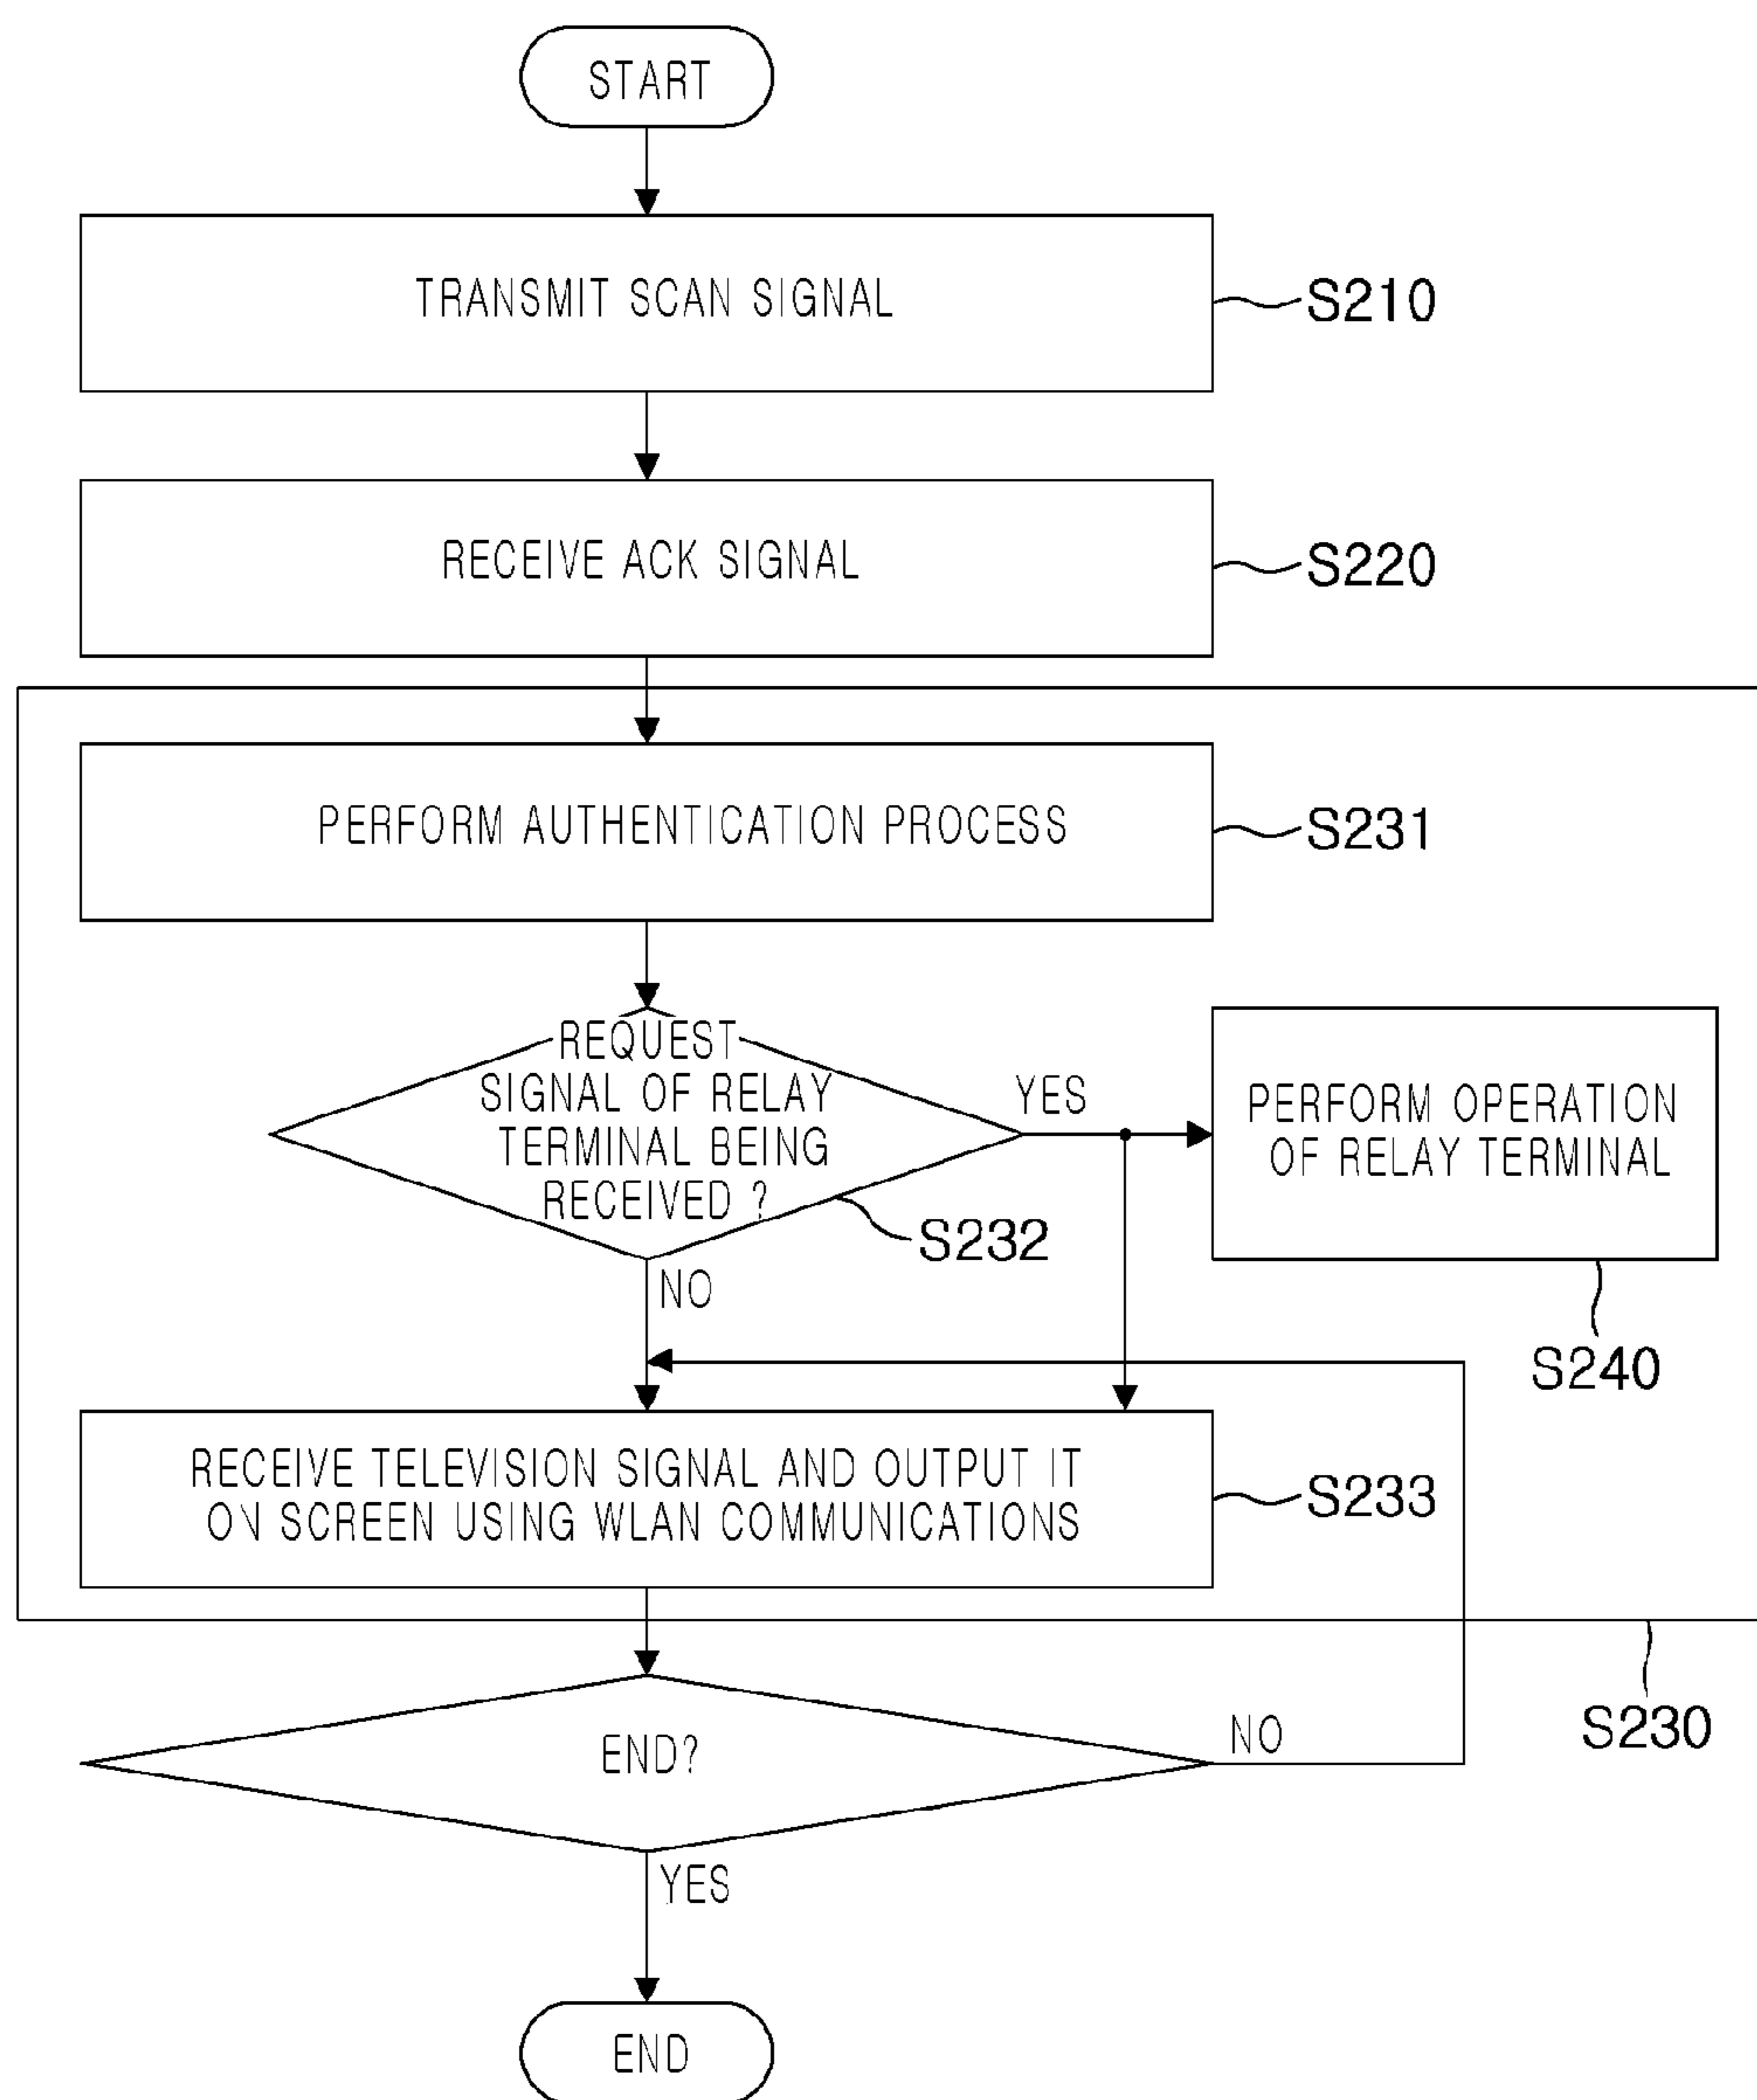 START
TRANSMIT SCAN SIGNAL
S210
RECEIVE ACK SIGNAL
S220
PERFORM AUTHENTICATION PROCESS
S231
REQUEST
SIGNAL OF RELAY
TERMINAL BEING
RECEIVED ?
YES
S232
NO
PERFORM OPERATION
OF RELAY TERMINAL
S240
RECEIVE TELEVISION SIGNAL AND OUTPUT IT
ON SCREEN USING WLAN COMMUNICATIONS
S233
S230
END?
NO
YES
END